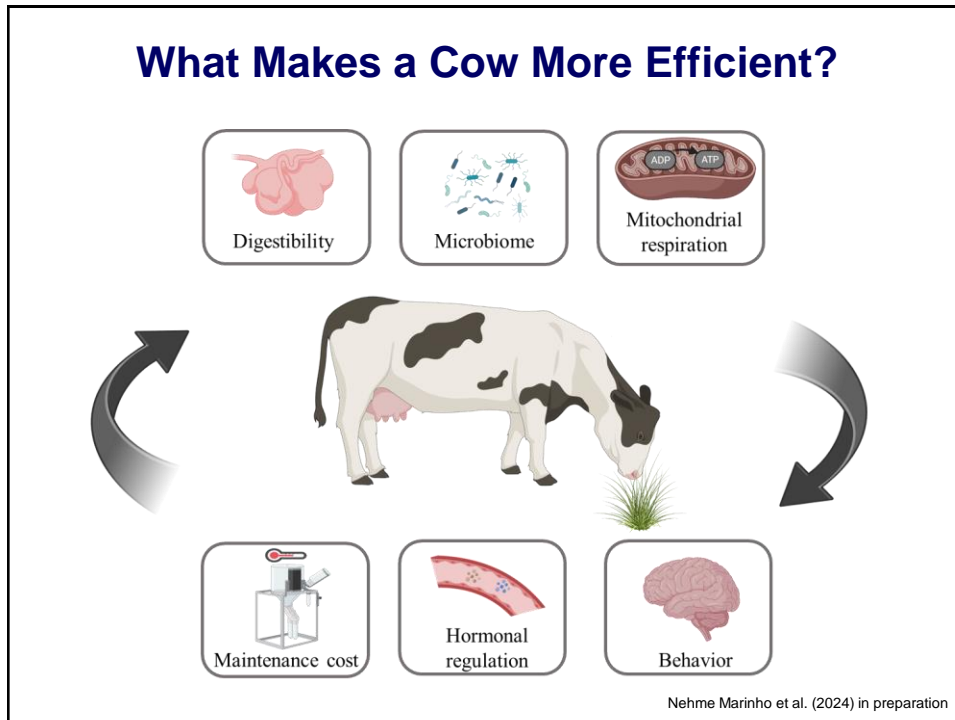 What Makes a Cow More Efficient?
Digestibility
Microbiome
ADP
ATP
Mitochondrial
respiration
Maintenance cost
Hormonal
regulation
Behavior
Nehme Marinho et al. (2024) in preparation